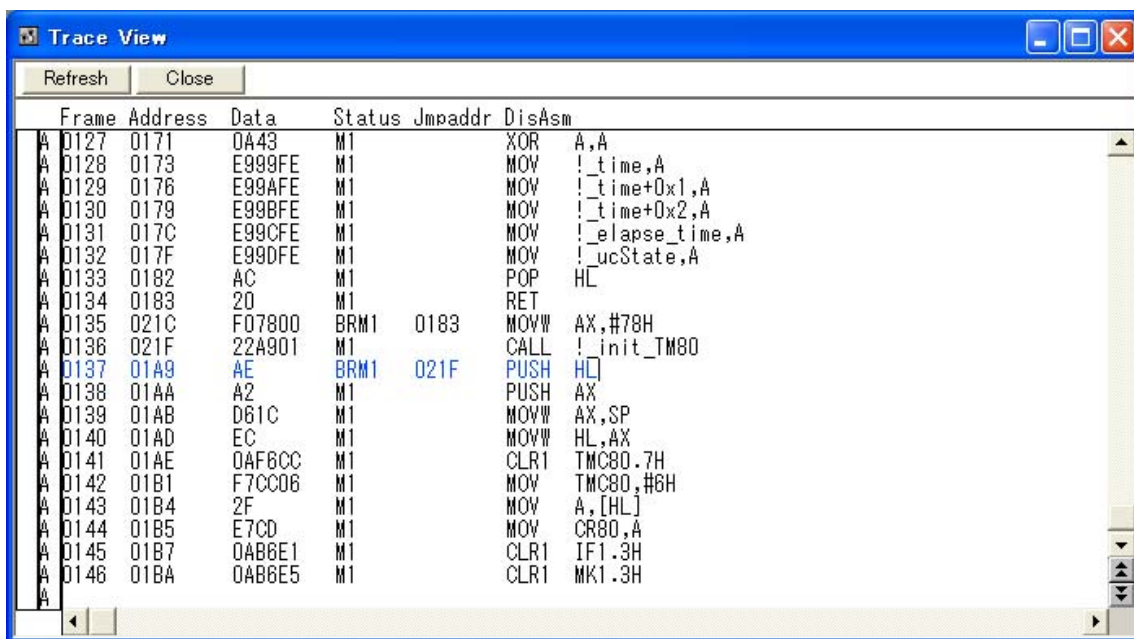 Trace View
Refresh Close
Frame Address Data Status Jmpaddr DisAsm
A 0127 0171 0A43 M1 XOR A,A
A 0128 0173 E999FE M1 MOV !_time,A
A 0129 0176 E99AFE M1 MOV !_time+0x1,A
A 0130 0179 E99BFE M1 MOV !_time+0x2,A
A 0131 017C E99CFE M1 MOV !_elapse_time,A
A 0132 017F E99DFE M1 MOV !_ucState,A
A 0133 0182 AC M1 POP HL
A 0134 0183 20 M1 RET
A 0135 021C F07800 BRM1 0183 MOVW AX,#78H
A 0136 021F 22A901 M1 CALL !_init_TM80
A 0137 01A9 AE BRM1 021F PUSH HL
A 0138 01AA A2 M1 PUSH AX
A 0139 01AB D61C M1 MOVW AX,SP
A 0140 01AD EC M1 MOVW HL,AX
A 0141 01AE 0AF6CC M1 CLR1 TMC80.7H
A 0142 01B1 F7CC06 M1 MOV TMC80,#6H
A 0143 01B4 2F M1 MOV A,[HL]
A 0144 01B5 E7CD M1 MOV CR80,A
A 0145 01B7 0AB6E1 M1 CLR1 IF1.3H
A 0146 01BA 0AB6E5 M1 CLR1 MK1.3H
A